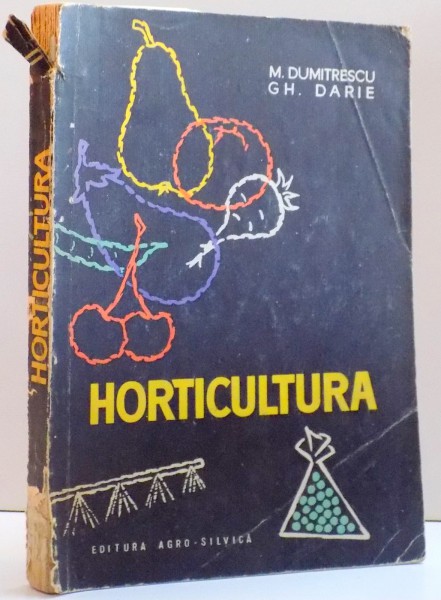 M. DUMITRESCU
GH. DARIE
HORTICULTURA
EDITURA AGRO-SILVICĂ
HORTICULTURA